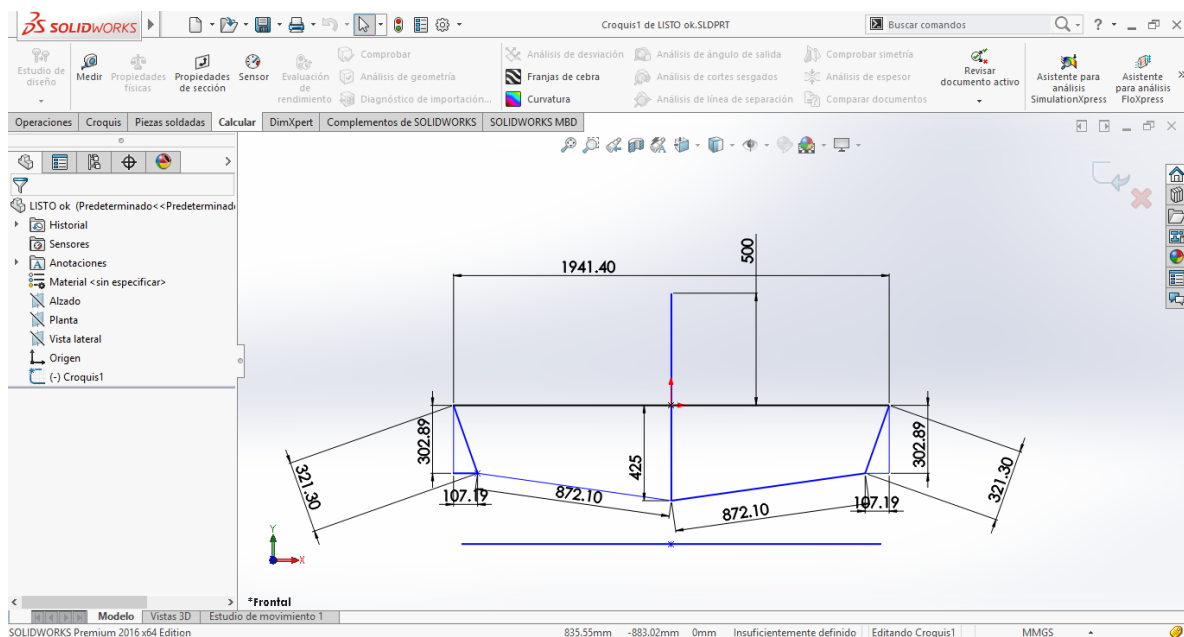 SOLIDWORKS
Croquis1 de LISTO ok.SLDPRT
Buscar comandos
?
Estudio de diseño
Medir
Propiedades físicas
Propiedades de sección
Sensor
Evaluación de rendimiento
Comprobar
Análisis de geometría
Diagnóstico de importación...
Análisis de desviación
Franjas de cebra
Curvatura
Análisis de ángulo de salida
Análisis de cortes sesgados
Análisis de línea de separación
Comprobar simetría
Análisis de espesor
Comparar documentos
Revisar documento activo
Asistente para análisis SimulationXpress
Asistente para análisis FloXpress
Operaciones
Croquis
Piezas soldadas
Calcular
DimXpert
Complementos de SOLIDWORKS
SOLIDWORKS MBD
LISTO ok (Predeterminado<<Predeterminad
Historial
Sensores
Anotaciones
Material <sin especificar>
Alzado
Planta
Vista lateral
Origen
(-) Croquis1
500
1941.40
302.89
302.89
425
321.30
321.30
107.19
872.10
872.10
107.19
Y
X
*Frontal
Modelo
Vistas 3D
Estudio de movimiento 1
SOLIDWORKS Premium 2016 x64 Edition
835.55mm
-883.02mm
0mm
Insuficientemente definido
Editando Croquis1
MMGS